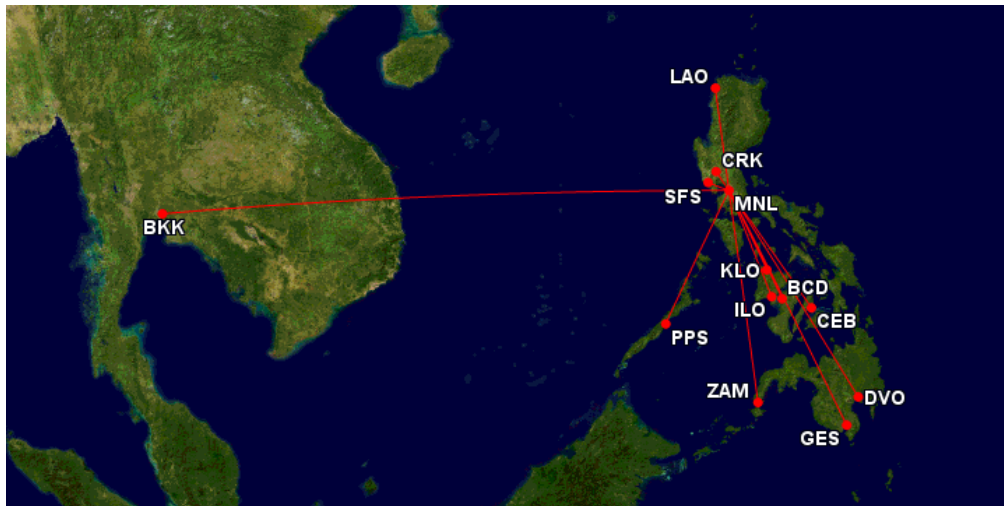 LAO
CRK
SFS
MNL
BKK
KLO
BCD
ILO
CEB
PPS
ZAM
DVO
GES